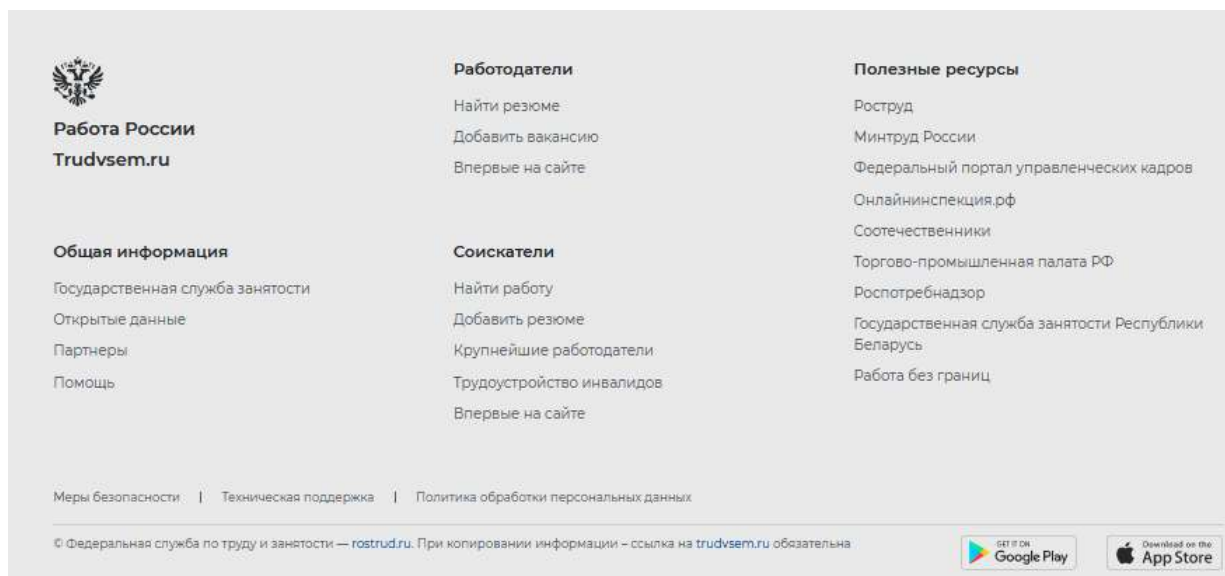 Работа России
Trudvsem.ru
Общая информация
Государственная служба занятости
Открытые данные
Партнеры
Помощь
Работодатели
Найти резюме
Добавить вакансию
Впервые на сайте
Соискатели
Найти работу
Добавить резюме
Крупнейшие работодатели
Трудоустройство инвалидов
Впервые на сайте
Полезные ресурсы
Роструд
Минтруд России
Федеральный портал управленческих кадров
Онлайнинспекция.рф
Соотечественники
Торгово-промышленная палата РФ
Роспотребнадзор
Государственная служба занятости Республики
Беларусь
Работа без границ
Меры безопасности | Техническая поддержка | Политика обработки персональных данных
© Федеральная служба по труду и занятости — rostrud.ru. При копировании информации – ссылка на trudvsem.ru обязательна
GET IT ON
Google Play
Download on the
App Store